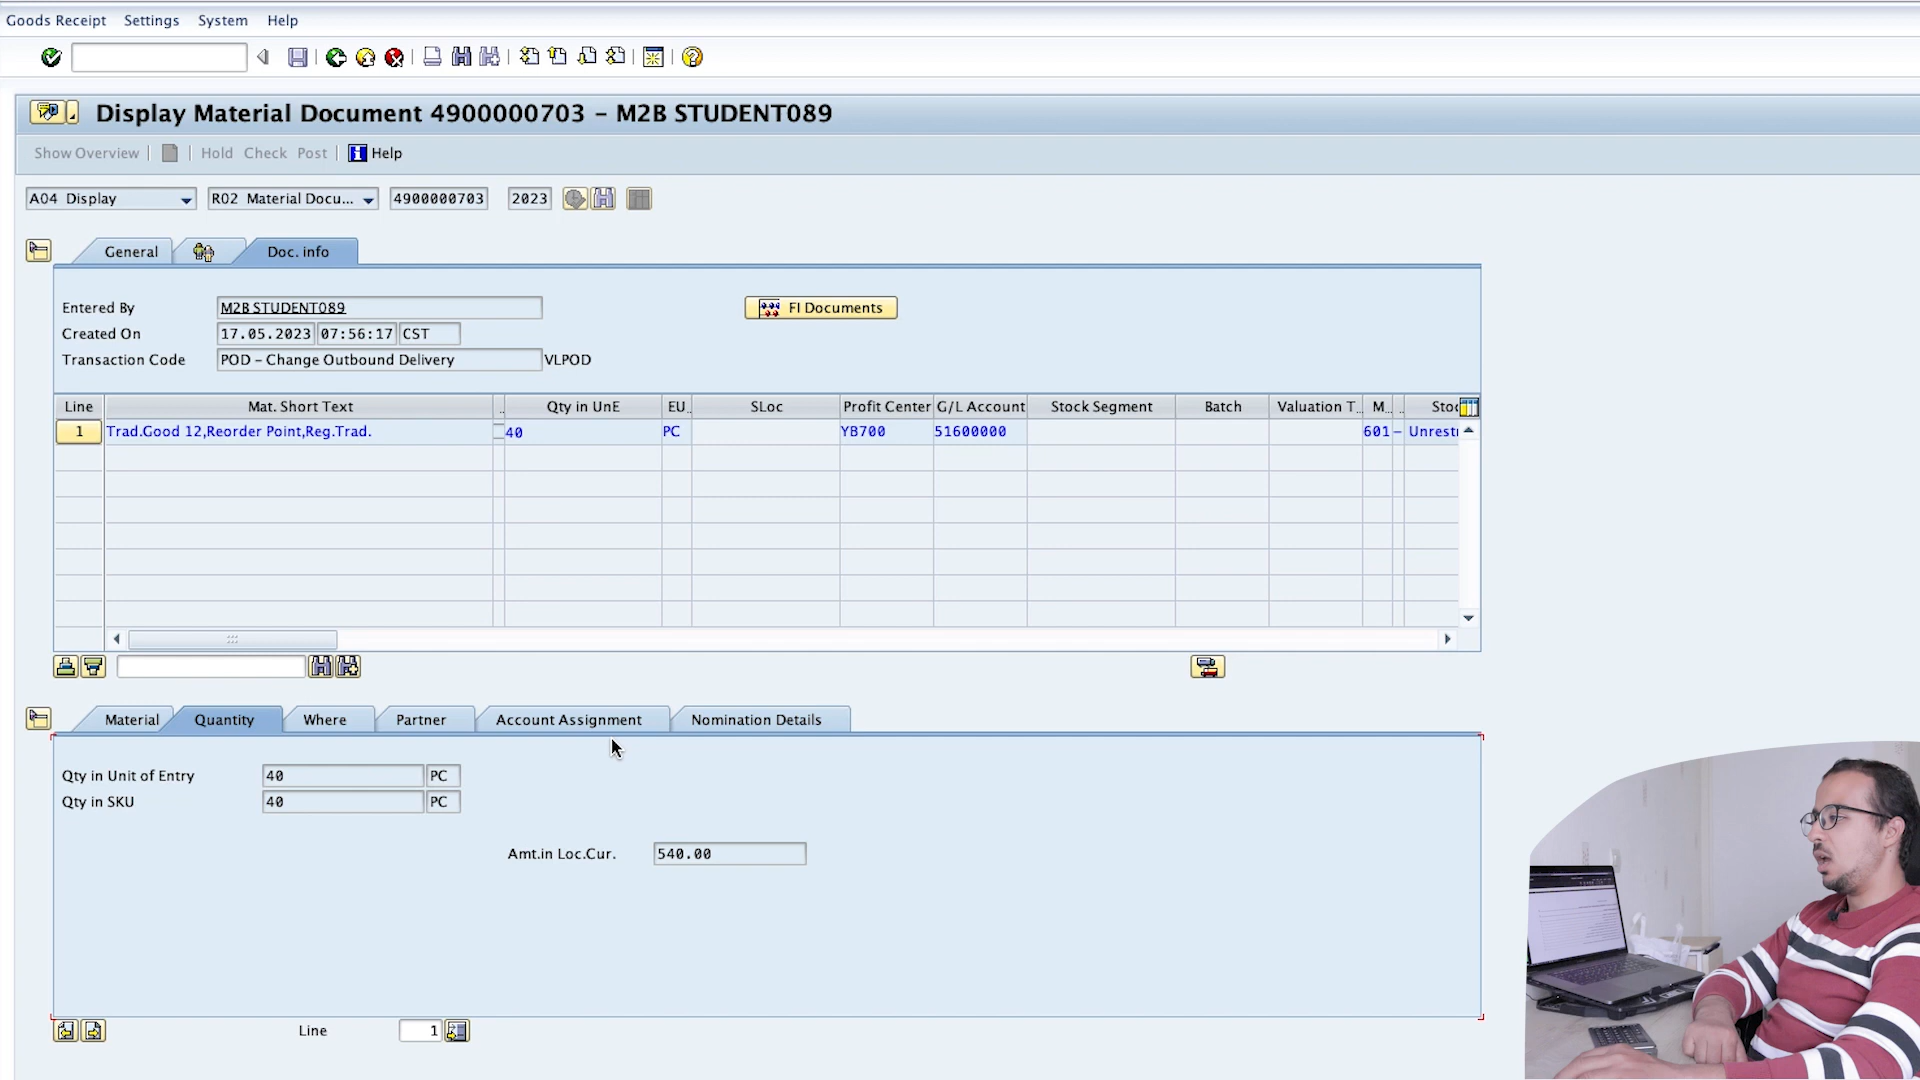 Goods Receipt Settings System Help
Display Material Document 4900000703 - M2B STUDENT089
Show Overview Hold Check Post Help
A04 Display R02 Material Docu... 4900000703 2023
General Doc. info
Entered By M2B STUDENT089 FI Documents
Created On 17.05.2023 07:56:17 CST
Transaction Code POD - Change Outbound Delivery VLPOD
Line Mat. Short Text .. Qty in UnE EU.. SLoc Profit Center G/L Account Stock Segment Batch Valuation T.. M.. ..
1 Trad.Good 12,Reorder Point,Reg.Trad. 40 PC YB700 51600000 601 -
Material Quantity Where Partner Account Assignment Nomination Details
Qty in Unit of Entry 40 PC
Qty in SKU 40 PC
Amt.in Loc.Cur. 540.00
Line 1